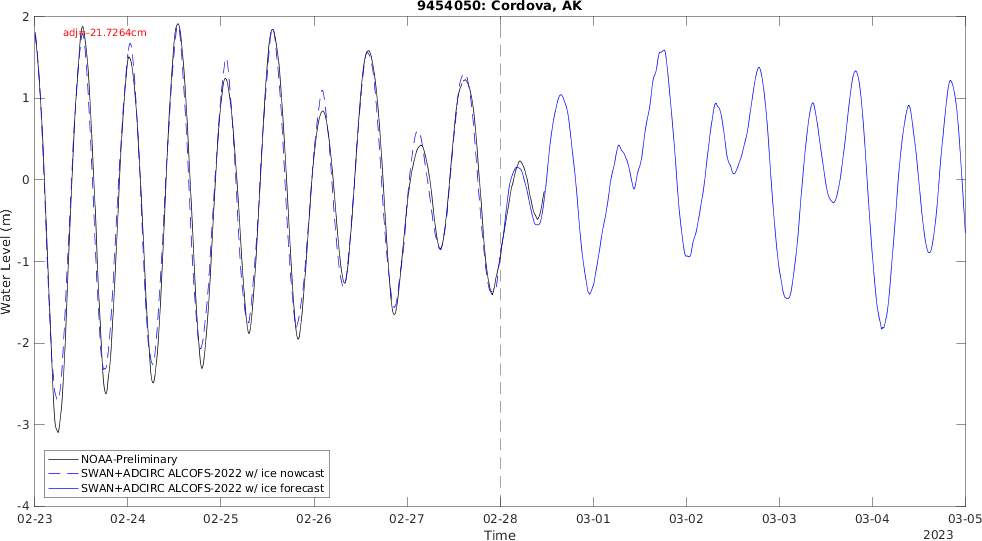 9454050: Cordova, AK
adj=-21.7264cm
2
1
0
-1
-2
-3
-4
Water Level (m)
NOAA-Preliminary
SWAN+ADCIRC ALCOFS-2022 w/ ice nowcast
SWAN+ADCIRC ALCOFS-2022 w/ ice forecast
02-23 02-24 02-25 02-26 02-27 02-28 03-01 03-02 03-03 03-04 03-05
Time
2023